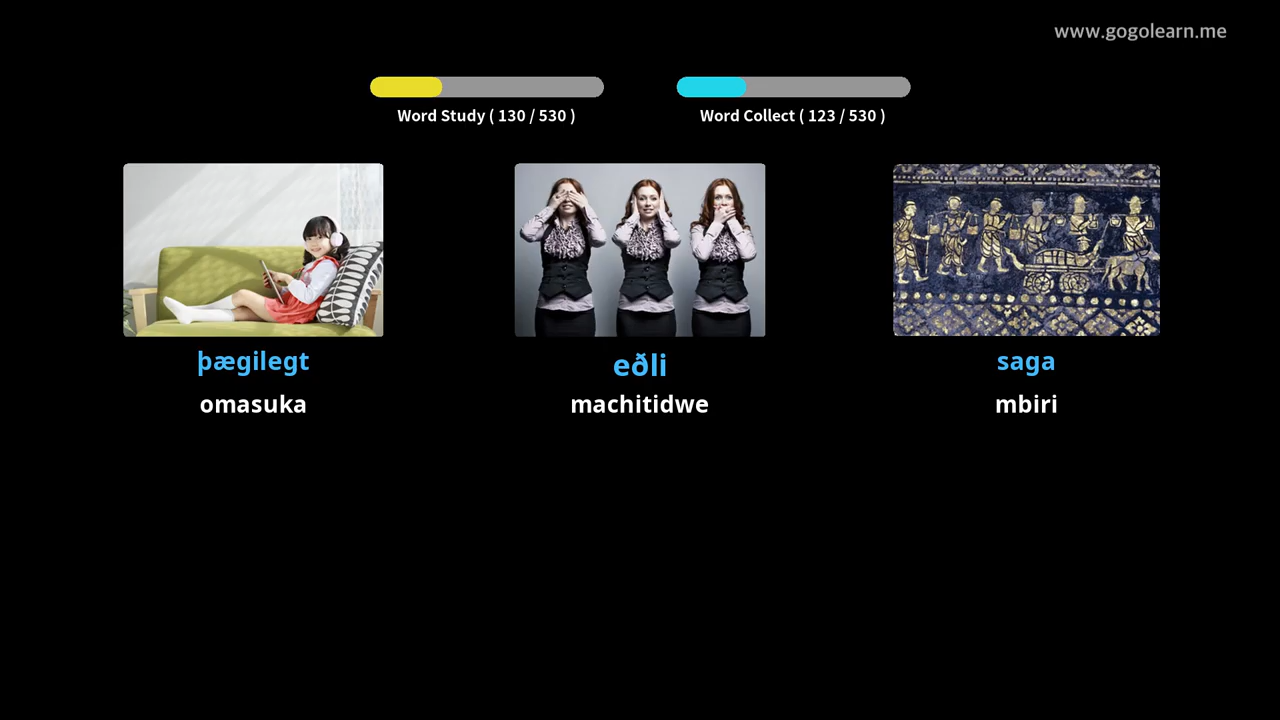 www.gogolearn.me
Word Study ( 130 / 530 )
Word Collect ( 123 / 530 )
þægilegt
omasuka
eðli
machitidwe
saga
mbiri